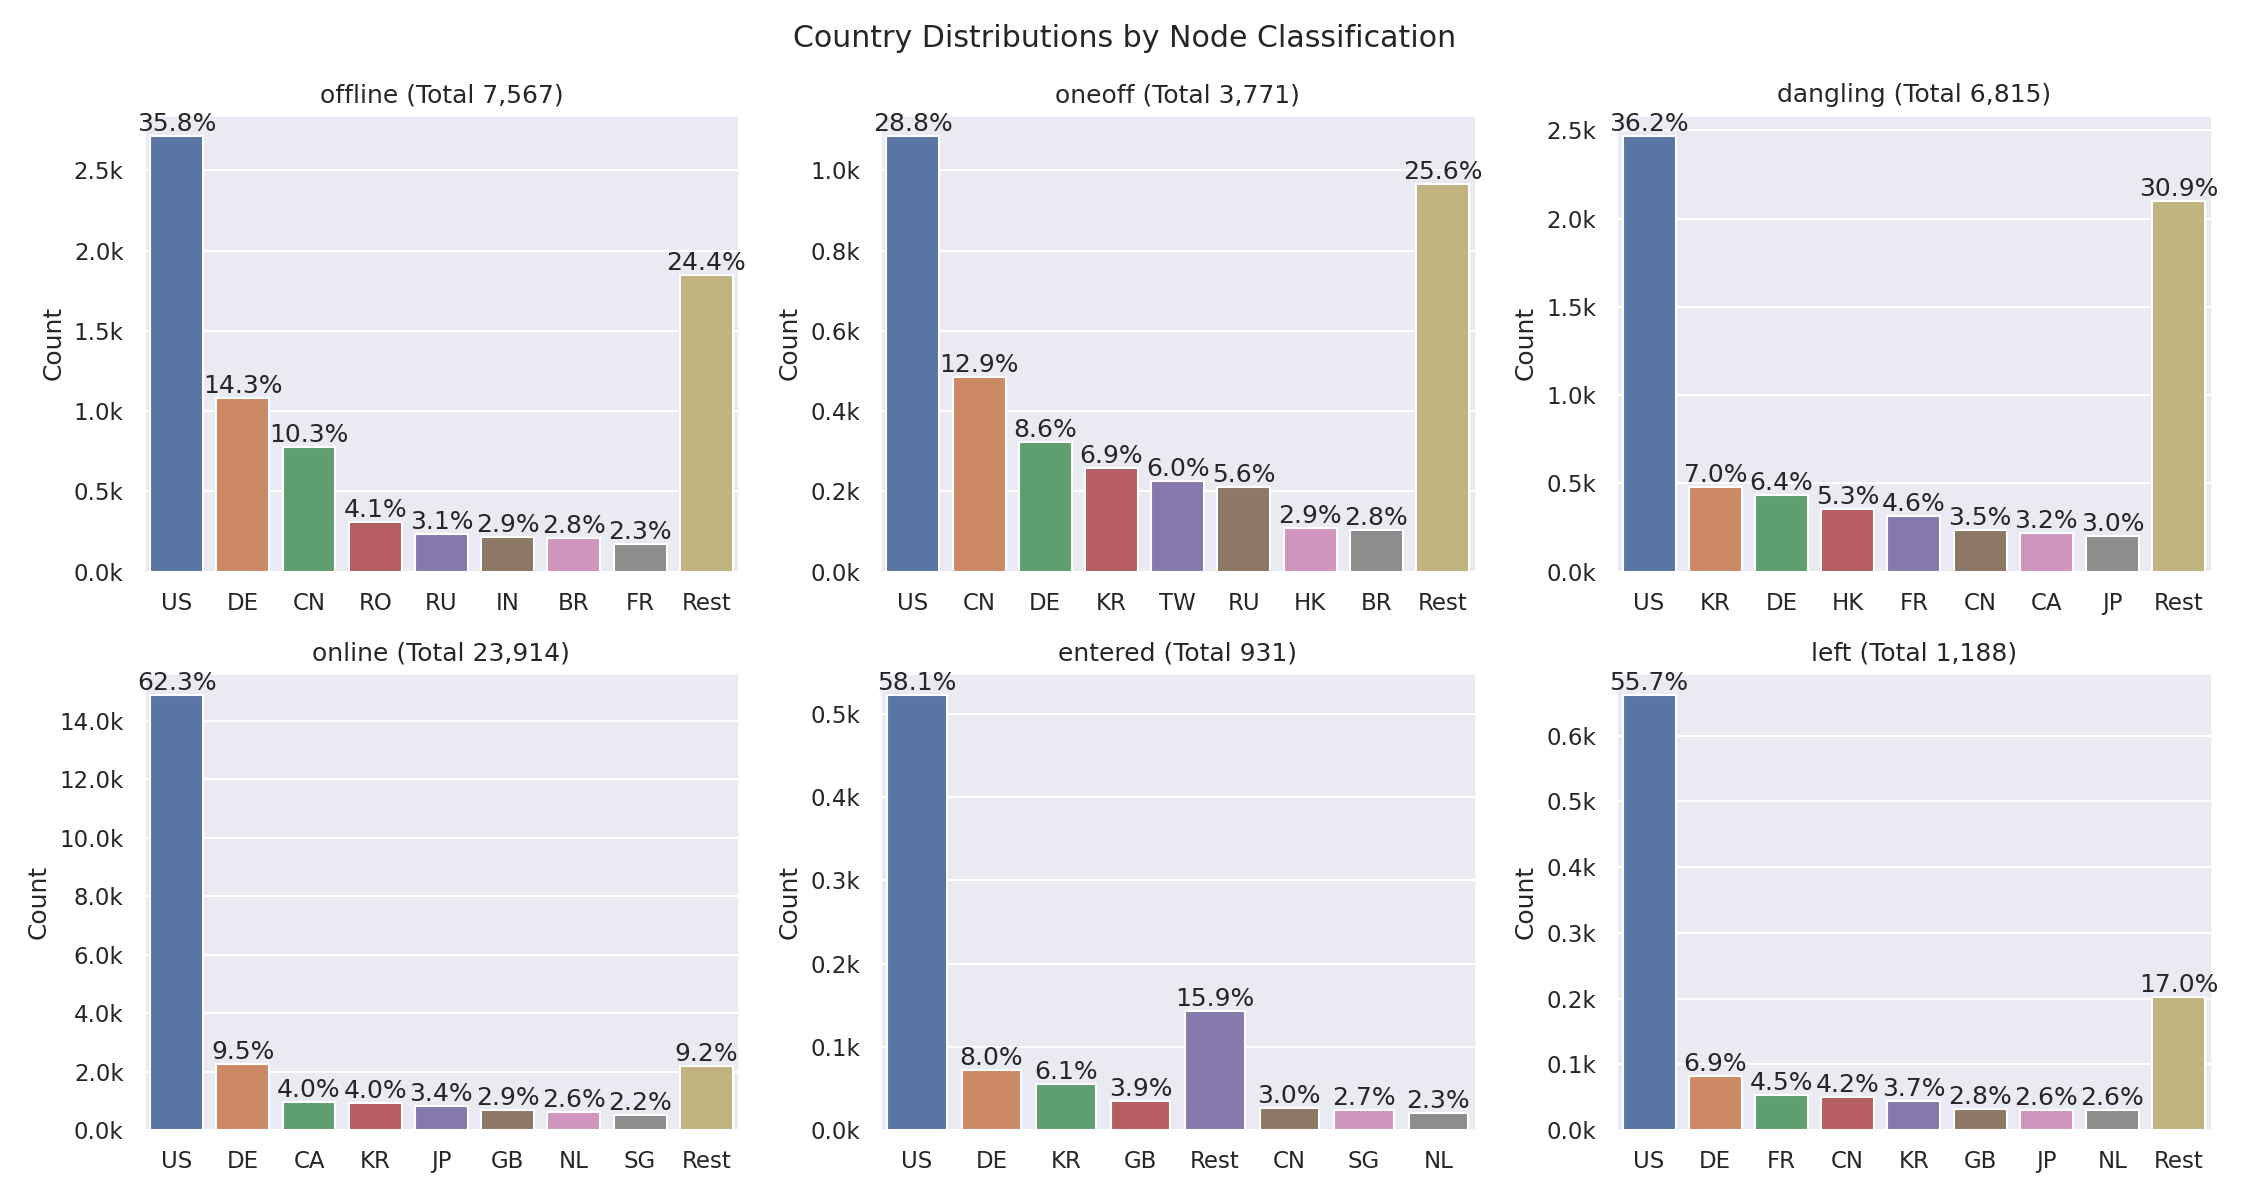 Country Distributions by Node Classification
offline (Total 7,567)
Count
2.5k
2.0k
1.5k
1.0k
0.5k
0.0k
35.8%
14.3%
10.3%
4.1%
3.1%
2.9%
2.8%
2.3%
24.4%
US DE CN RO RU IN BR FR Rest
oneoff (Total 3,771)
Count
1.0k
0.8k
0.6k
0.4k
0.2k
0.0k
28.8%
12.9%
8.6%
6.9%
6.0%
5.6%
2.9%
2.8%
25.6%
US CN DE KR TW RU HK BR Rest
dangling (Total 6,815)
Count
2.5k
2.0k
1.5k
1.0k
0.5k
0.0k
36.2%
7.0%
6.4%
5.3%
4.6%
3.5%
3.2%
3.0%
30.9%
US KR DE HK FR CN CA JP Rest
online (Total 23,914)
Count
14.0k
12.0k
10.0k
8.0k
6.0k
4.0k
2.0k
0.0k
62.3%
9.5%
4.0%
4.0%
3.4%
2.9%
2.6%
2.2%
9.2%
US DE CA KR JP GB NL SG Rest
entered (Total 931)
Count
0.5k
0.4k
0.3k
0.2k
0.1k
0.0k
58.1%
8.0%
6.1%
3.9%
15.9%
3.0%
2.7%
2.3%
US DE KR GB Rest CN SG NL
left (Total 1,188)
Count
0.6k
0.5k
0.4k
0.3k
0.2k
0.1k
0.0k
55.7%
6.9%
4.5%
4.2%
3.7%
2.8%
2.6%
2.6%
17.0%
US DE FR CN KR GB JP NL Rest